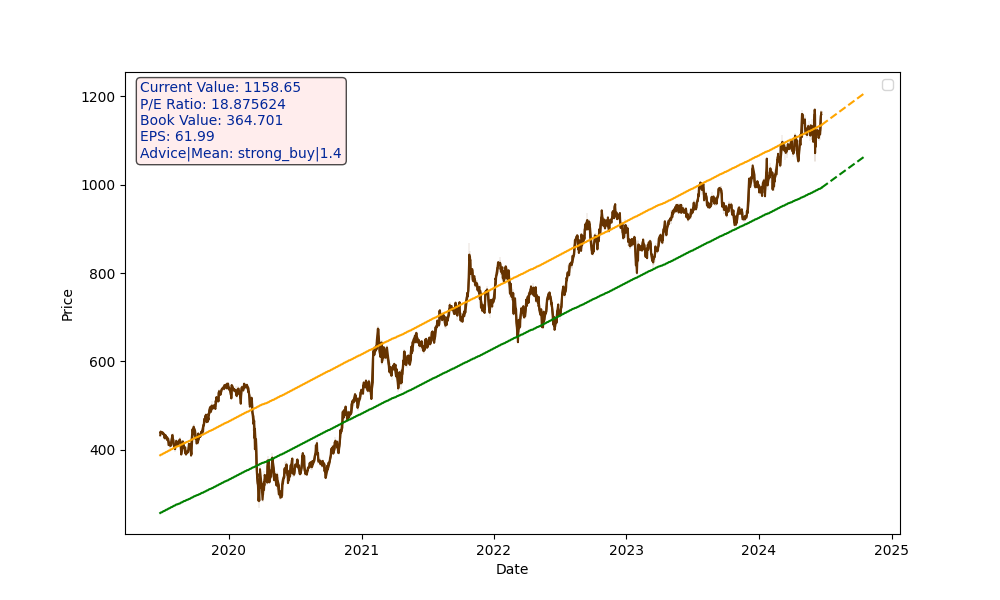 Current Value: 1158.65
P/E Ratio: 18.875624
Book Value: 364.701
EPS: 61.99
Advice|Mean: strong_buy|1.4
1200
1000
800
600
400
Price
2020
2021
2022
2023
2024
2025
Date